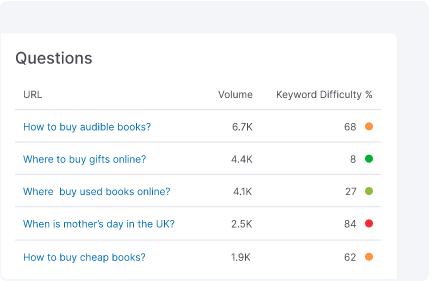 Questions
URL Volume Keyword Difficulty %
How to buy audible books? 6.7K 68
Where to buy gifts online? 4.4K 8
Where buy used books online? 4.1K 27
When is mother's day in the UK? 2.5K 84
How to buy cheap books? 1.9K 62